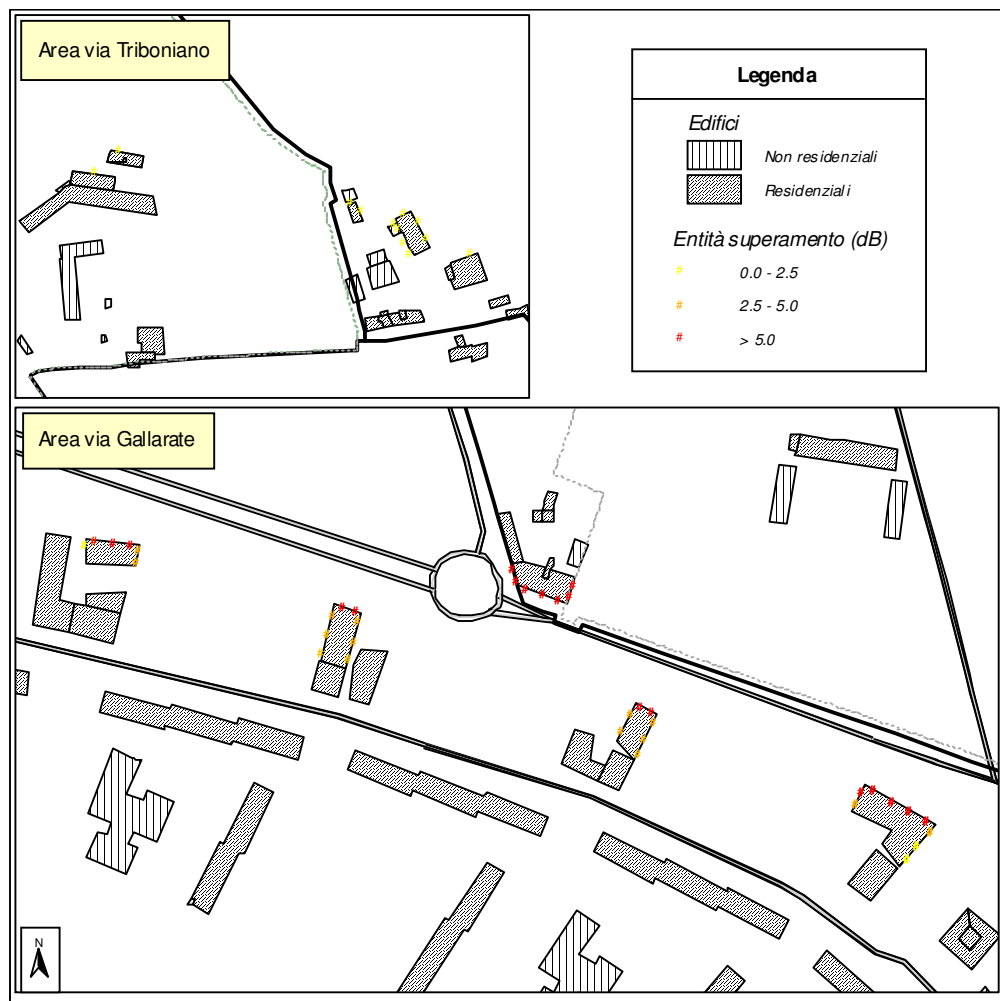 Area via Triboniano
Legenda
Edifici
Non residenziali
Residenziali
Entità superamento (dB)
# 0.0 - 2.5
# 2.5 - 5.0
# > 5.0
Area via Gallarate
N